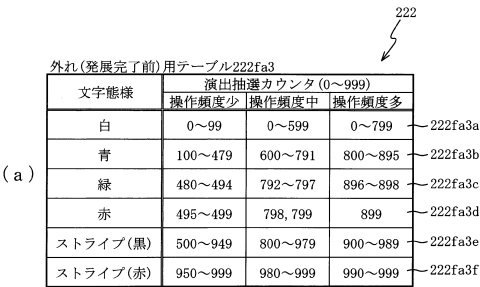 222
外れ(発展完了前)用テーブル222fa3
文字態様 演出抽選カウンタ(0～999)
操作頻度少 操作頻度中 操作頻度多
白 0～99 0～599 0～799 222fa3a
青 100～479 600～791 800～895 222fa3b
(a)
緑 480～494 792～797 896～898 222fa3c
赤 495～499 798,799 899 222fa3d
ストライプ(黒) 500～949 800～979 900～989 222fa3e
ストライプ(赤) 950～999 980～999 990～999 222fa3f